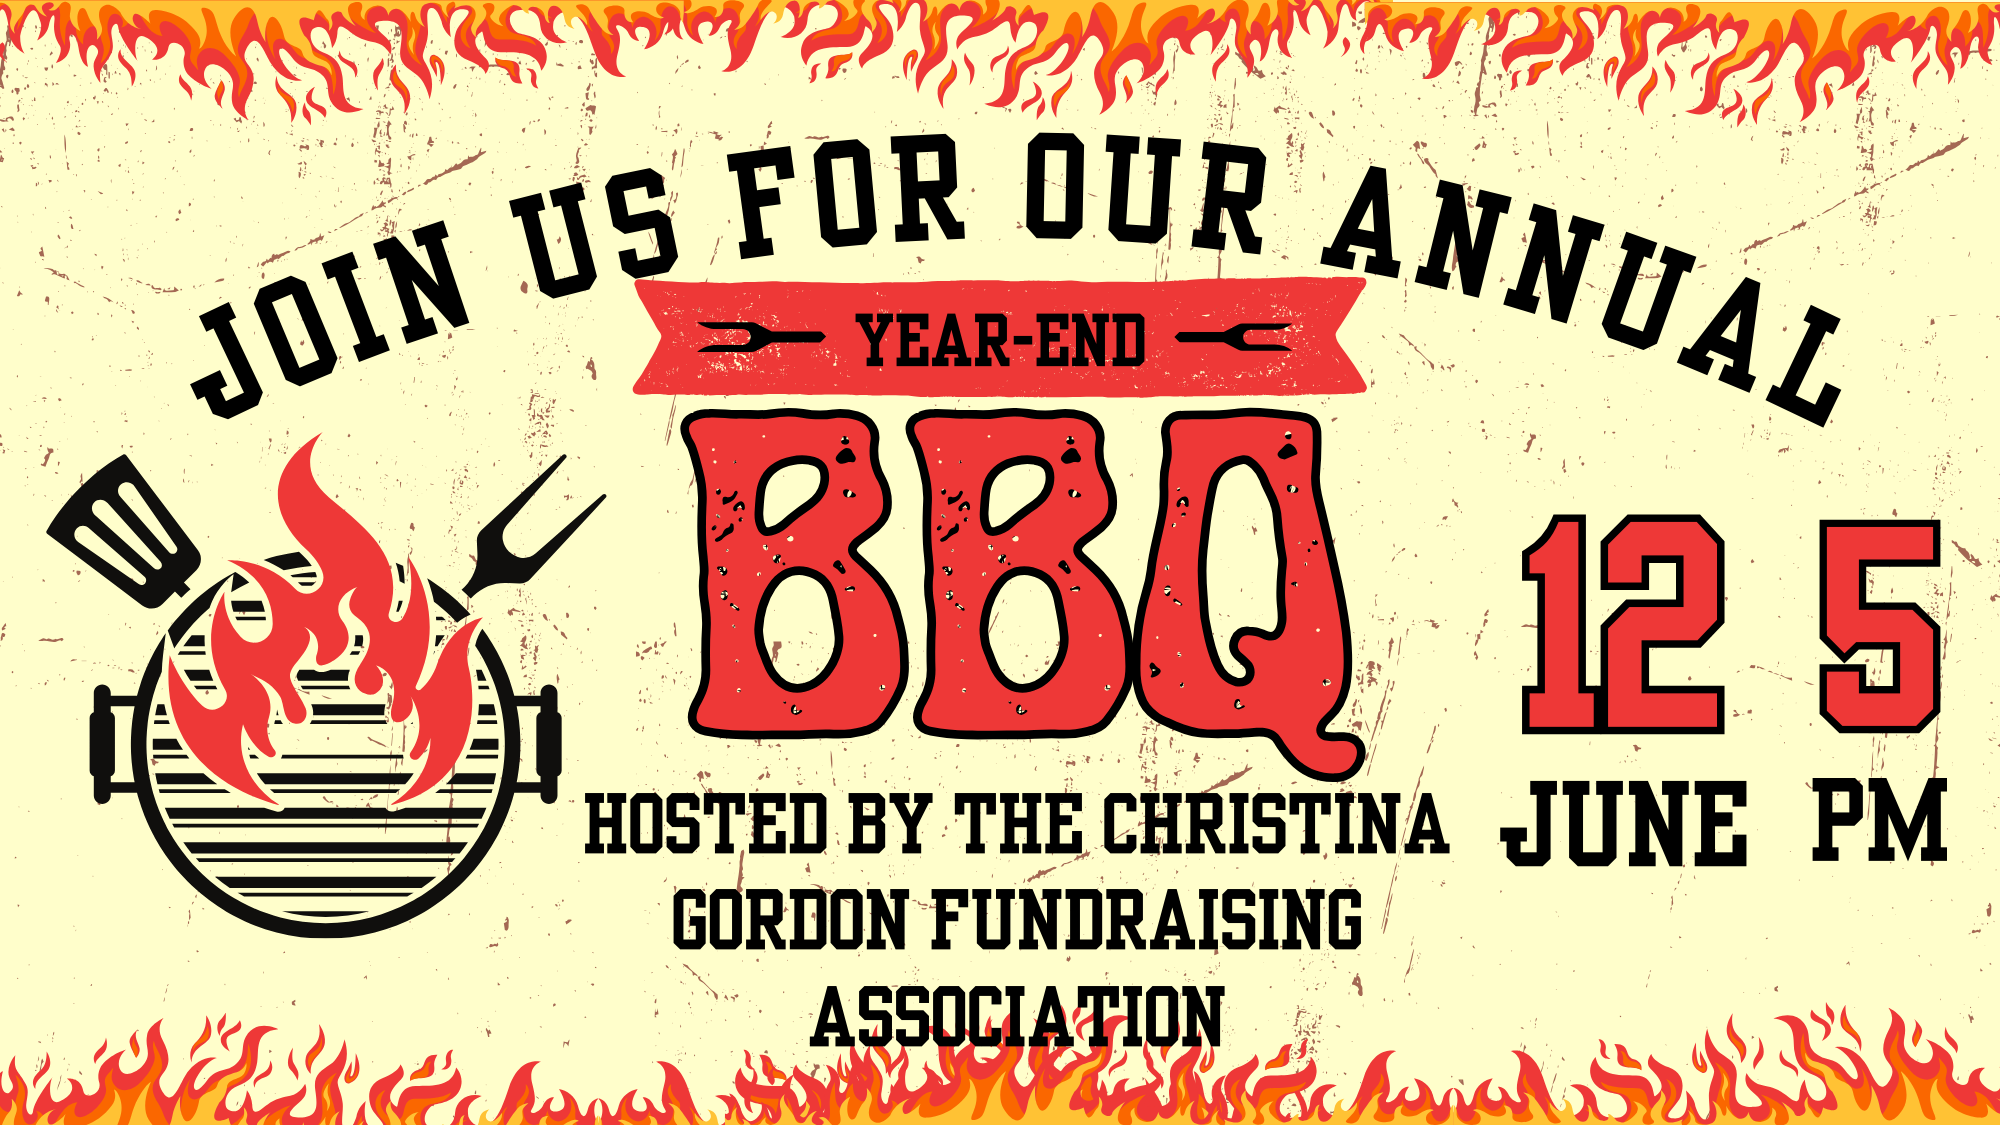 JOIN US FOR OUR ANNUAL
YEAR-END
BBQ
HOSTED BY THE CHRISTINA
GORDON FUNDRAISING
ASSOCIATION
12
JUNE
5
PM